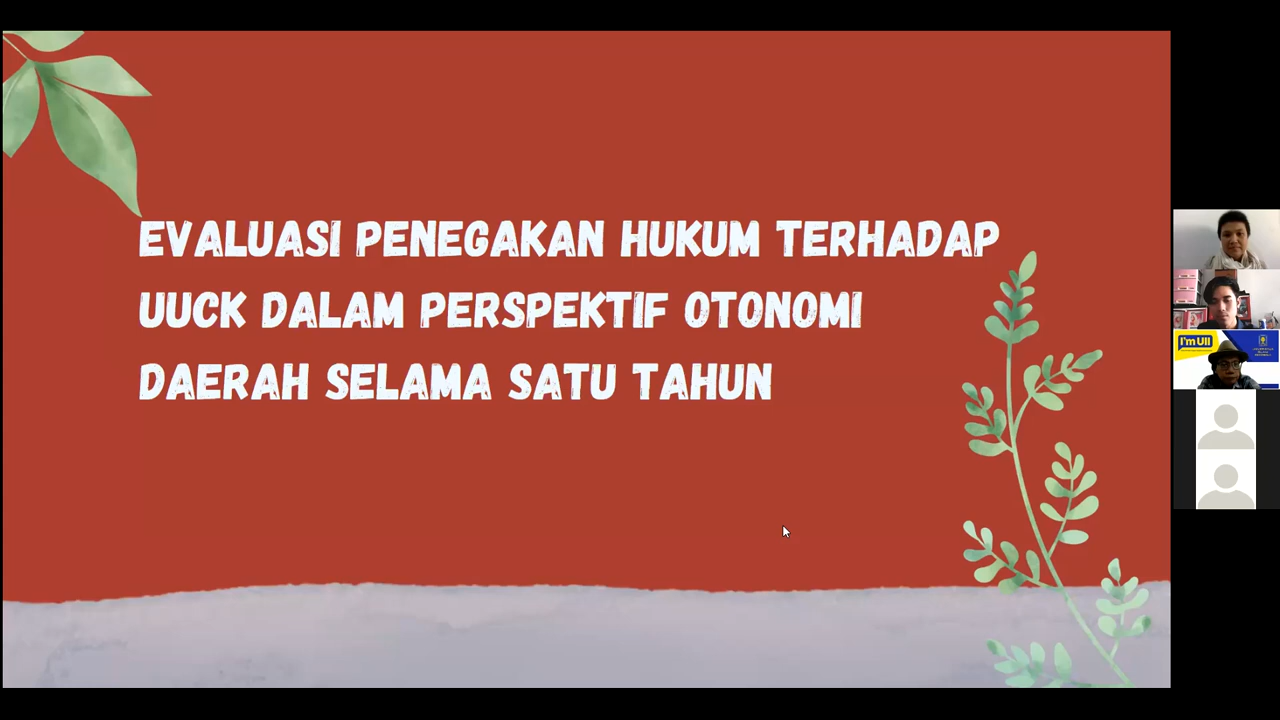 EVALUASI PENEGAKAN HUKUM TERHADAP
UUCK DALAM PERSPEKTIF OTONOMI
DAERAH SELAMA SATU TAHUN
I'm UII